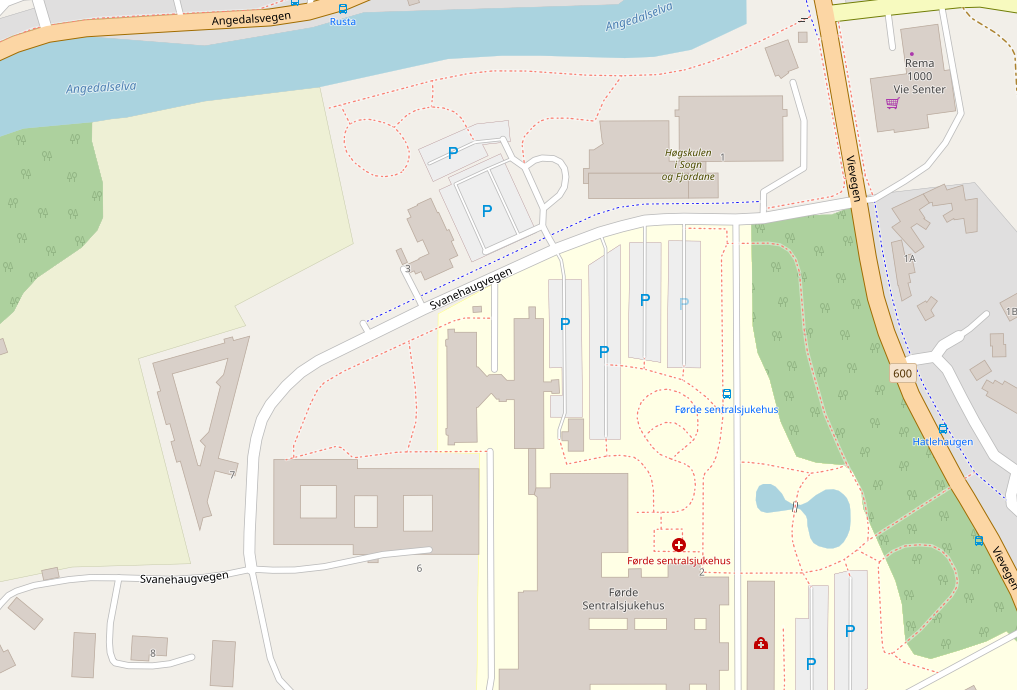 Angedalsvegen
Rusta
Angedalselva
Angedalselva
Rema
1000
Vie Senter
P
Høgskulen
i Sogn
og Fjordane
1
Vievegen
P
3
Svanehaugvegen
1A
P
P
1B
P
P
600
Førde sentralsjukehus
Hatlehaugen
7
Førde sentralsjukehus
Vievegen
6
2
Svanehaugvegen
Førde
Sentralsjukehus
P
8
P